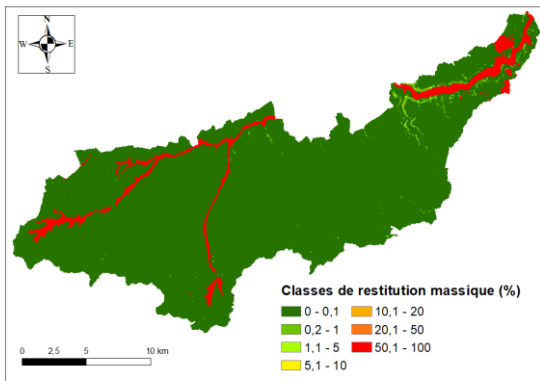 N
W E
S
Classes de restitution massique (%)
0 - 0,1 10,1 - 20
0,2 - 1 20,1 - 50
1,1 - 5 50,1 - 100
5,1 - 10
0 2,5 5 10 km